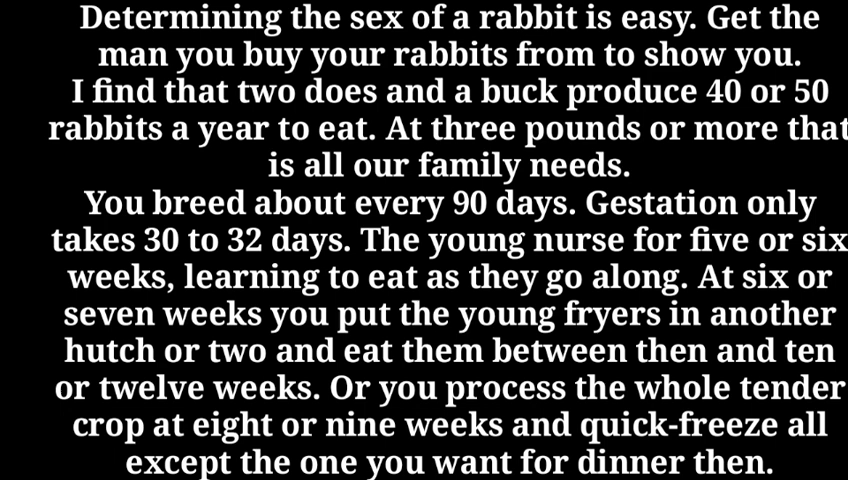 Determining the sex of a rabbit is easy. Get the
man you buy your rabbits from to show you.
I find that two does and a buck produce 40 or 50
rabbits a year to eat. At three pounds or more that
is all our family needs.
You breed about every 90 days. Gestation only
takes 30 to 32 days. The young nurse for five or six
weeks, learning to eat as they go along. At six or
seven weeks you put the young fryers in another
hutch or two and eat them between then and ten
or twelve weeks. Or you process the whole tender
crop at eight or nine weeks and quick-freeze all
except the one you want for dinner then.